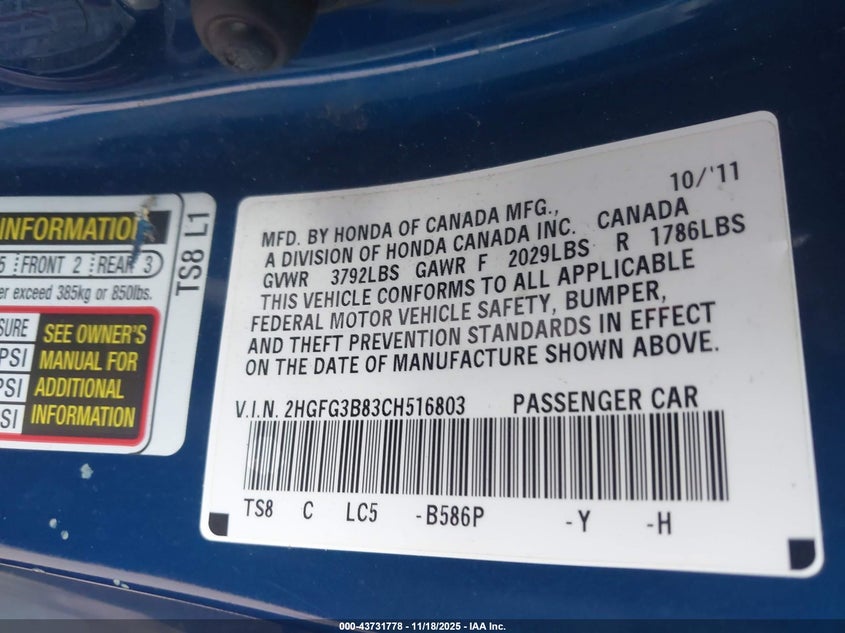 INFORMATION
5 FRONT 2 REAR 3
er exceed 385kg or 850lbs.
SURE
PSI
PSI
SI
SEE OWNER'S
MANUAL FOR
ADDITIONAL
INFORMATION
TS8 L1
10/'11
MFD. BY HONDA OF CANADA MFG.,
A DIVISION OF HONDA CANADA INC. CANADA
GVWR 3792LBS GAWR F 2029LBS R 1786LBS
THIS VEHICLE CONFORMS TO ALL APPLICABLE
FEDERAL MOTOR VEHICLE SAFETY, BUMPER,
AND THEFT PREVENTION STANDARDS IN EFFECT
ON THE DATE OF MANUFACTURE SHOWN ABOVE.
V.I.N. 2HGFG3B83CH516803 PASSENGER CAR
TS8 C LC5 -B586P -Y -H
000-43731778 - 11/18/2025 - IAA Inc.